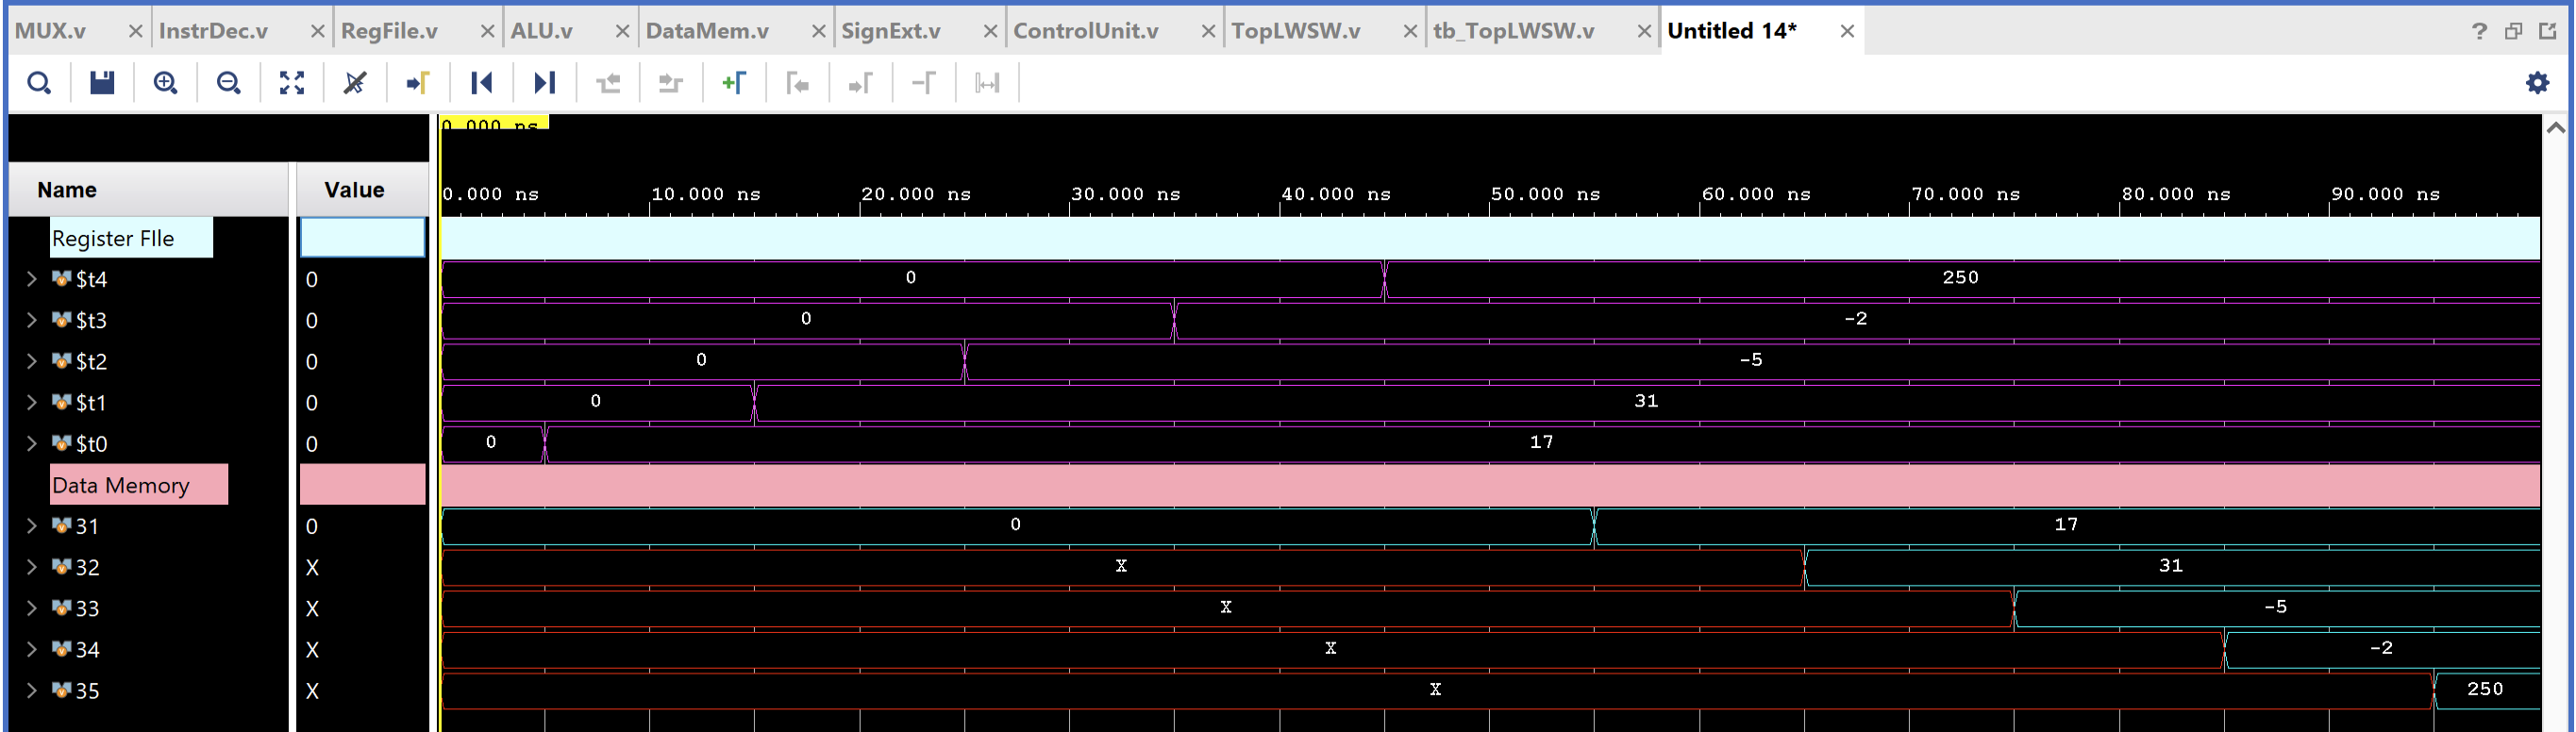 MUX.v InstrDec.v RegFile.v ALU.v DataMem.v SignExt.v ControlUnit.v TopLWSW.v tb_TopLWSW.v Untitled 14* ?
0.000 ns
Name Value 0.000 ns 10.000 ns 20.000 ns 30.000 ns 40.000 ns 50.000 ns 60.000 ns 70.000 ns 80.000 ns 90.000 ns
Register FIle
$t4 0 0 250
$t3 0 0 -2
$t2 0 0 -5
$t1 0 0 31
$t0 0 0 17
Data Memory
31 0 0 17
32 X X 31
33 X X -5
34 X X -2
35 X X 250